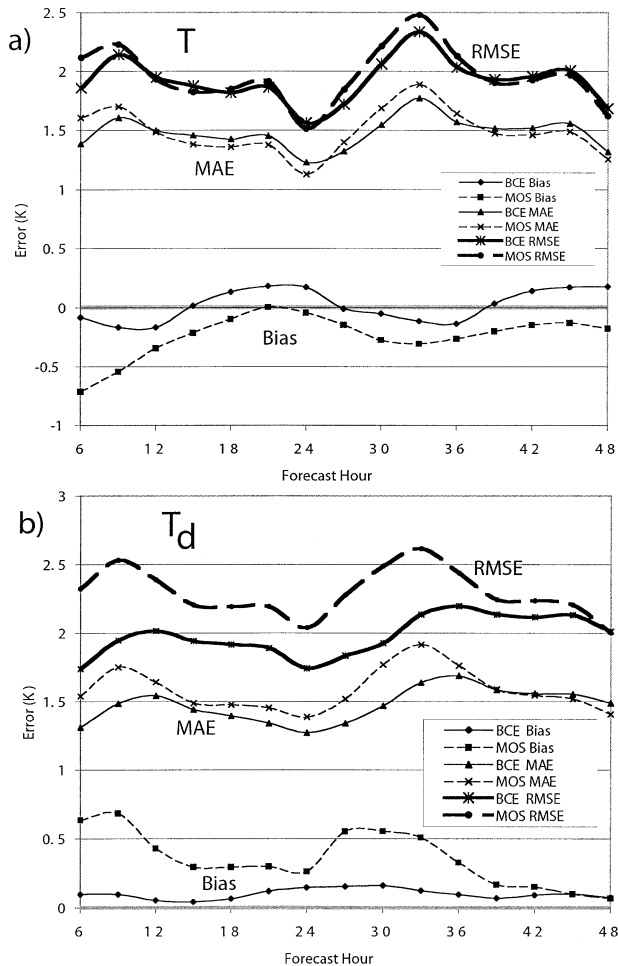 a)
T
2.5
2
1.5
1
0.5
0
-0.5
-1
Error (K)
RMSE
MAE
BCE Bias
MOS Bias
BCE MAE
MOS MAE
BCE RMSE
MOS RMSE
Bias
6 12 18 24 30 36 42 48
Forecast Hour
b)
Td
3
2.5
2
1.5
1
0.5
0
Error (K)
RMSE
MAE
BCE Bias
MOS Bias
BCE MAE
MOS MAE
BCE RMSE
MOS RMSE
Bias
6 12 18 24 30 36 42 48
Forecast Hour